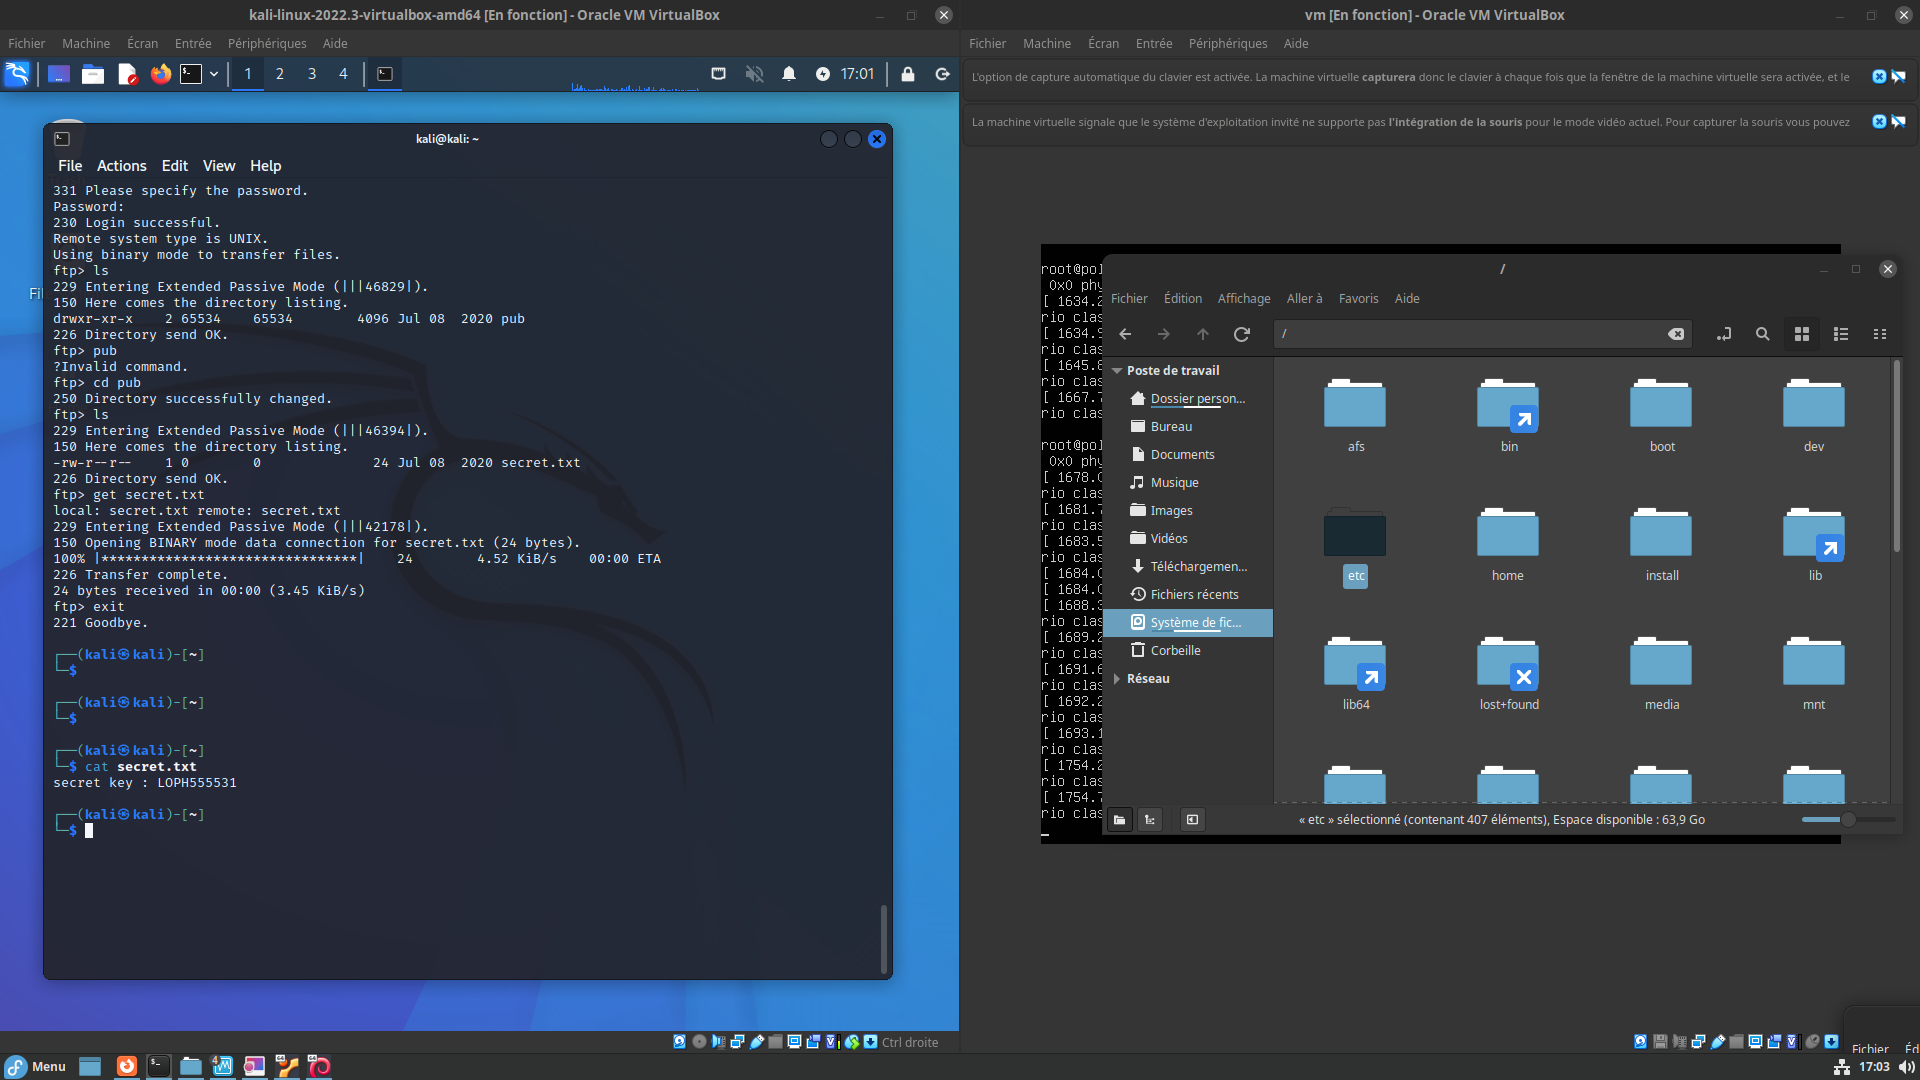 kali-linux-2022.3-virtualbox-amd64 [En fonction] - Oracle VM VirtualBox
Fichier Machine Écran Entrée Périphériques Aide
1 2 3 4 17:01
kali@kali: ~
File Actions Edit View Help
331 Please specify the password.
Password:
230 Login successful.
Remote system type is UNIX.
Using binary mode to transfer files.
ftp> ls
229 Entering Extended Passive Mode (|||46829|).
150 Here comes the directory listing.
drwxr-xr-x    2 65534    65534        4096 Jul 08  2020 pub
226 Directory send OK.
ftp> pub
?Invalid command.
ftp> cd pub
250 Directory successfully changed.
ftp> ls
229 Entering Extended Passive Mode (|||46394|).
150 Here comes the directory listing.
-rw-r--r--    1 0        0              24 Jul 08  2020 secret.txt
226 Directory send OK.
ftp> get secret.txt
local: secret.txt remote: secret.txt
229 Entering Extended Passive Mode (|||42178|).
150 Opening BINARY mode data connection for secret.txt (24 bytes).
100% |********************************|    24        4.52 KiB/s    00:00 ETA
226 Transfer complete.
24 bytes received in 00:00 (3.45 KiB/s)
ftp> exit
221 Goodbye.
┌──(kali㉿kali)-[~]
└─$
┌──(kali㉿kali)-[~]
└─$
┌──(kali㉿kali)-[~]
└─$ cat secret.txt
secret key : LOPH555531
┌──(kali㉿kali)-[~]
└─$
Ctrl droite
vm [En fonction] - Oracle VM VirtualBox
Fichier Machine Écran Entrée Périphériques Aide
L'option de capture automatique du clavier est activée. La machine virtuelle capturera donc le clavier à chaque fois que la fenêtre de la machine virtuelle sera activée, et le
La machine virtuelle signale que le système d'exploitation invité ne supporte pas l'intégration de la souris pour le mode vidéo actuel. Pour capturer la souris vous pouvez
root@pol
0x0 phy
[ 1634.2
rio clas
[ 1634.9
rio clas
[ 1645.8
rio clas
[ 1667.7
rio clas
root@pol
0x0 phy
[ 1678.0
rio clas
[ 1681.7
rio clas
[ 1683.5
rio clas
[ 1684.0
[ 1684.0
[ 1688.3
rio clas
[ 1689.2
rio clas
[ 1691.6
rio clas
[ 1692.2
rio clas
[ 1693.1
rio clas
[ 1754.2
rio clas
[ 1754.7
rio clas
/
Fichier Édition Affichage Aller à Favoris Aide
/
Poste de travail
Dossier person...
Bureau
Documents
Musique
Images
Vidéos
Téléchargemen...
Fichiers récents
Système de fic...
Corbeille
Réseau
afs bin boot dev
etc home install lib
lib64 lost+found media mnt
« etc » sélectionné (contenant 407 éléments), Espace disponible : 63,9 Go
Fichier Éd
Menu
4
17:03